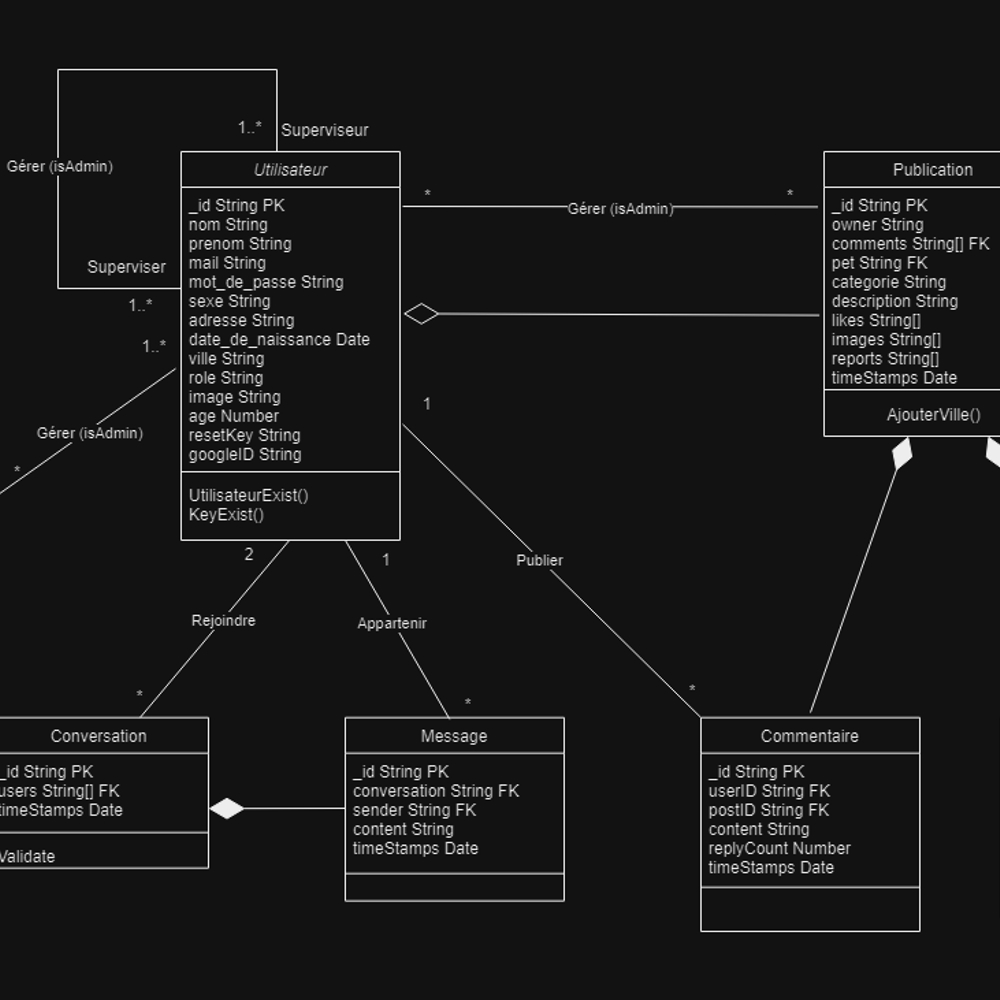 1..*
Superviseur
Gérer (isAdmin)
Superviser
1..*
Utilisateur
_id String PK
nom String
prenom String
mail String
mot_de_passe String
sexe String
adresse String
date_de_naissance Date
ville String
role String
image String
age Number
resetKey String
googleID String
UtilisateurExist()
KeyExist()
*
Gérer (isAdmin)
*
Publication
_id String PK
owner String
comments String[] FK
pet String FK
categorie String
description String
likes String[]
images String[]
reports String[]
timeStamps Date
AjouterVille()
1..*
Gérer (isAdmin)
*
1
Publier
*
2
Rejoindre
*
1
Appartenir
*
Conversation
_id String PK
users String[] FK
timeStamps Date
Validate
Message
_id String PK
conversation String FK
sender String FK
content String
timeStamps Date
Commentaire
_id String PK
userID String FK
postID String FK
content String
replyCount Number
timeStamps Date